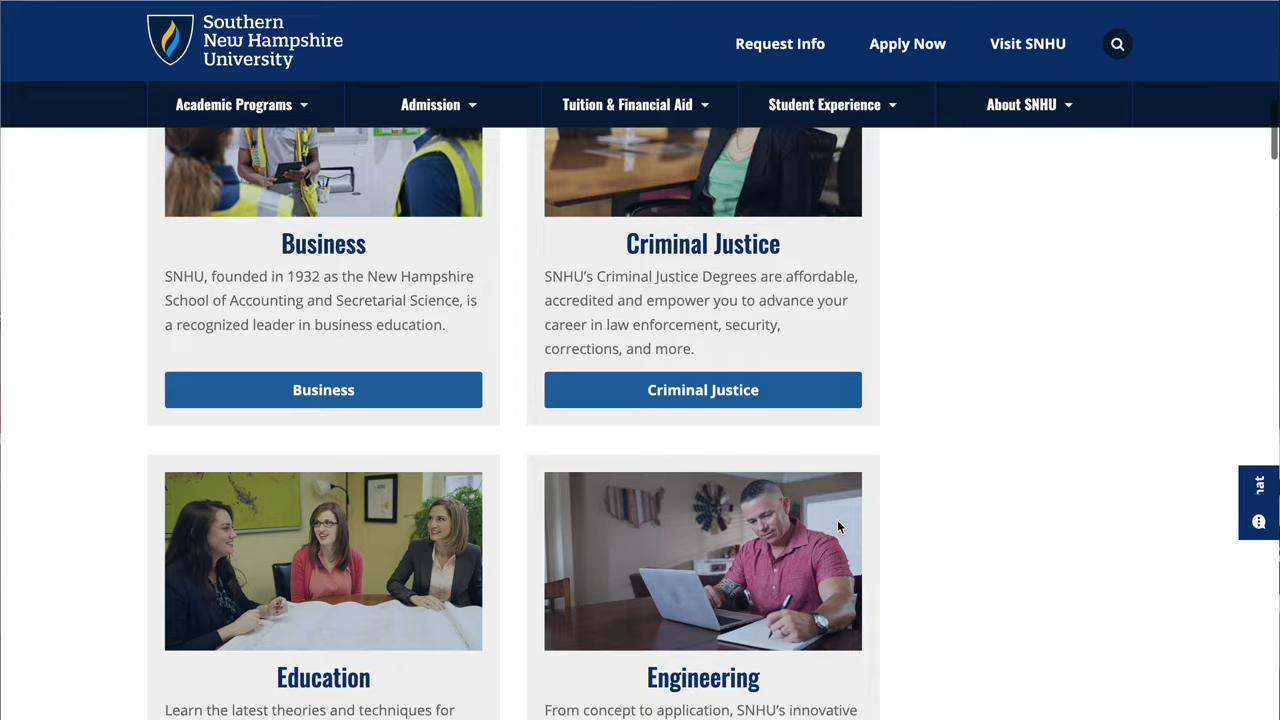 Southern
New Hampshire
University
Request Info
Apply Now
Visit SNHU
Academic Programs
Admission
Tuition & Financial Aid
Student Experience
About SNHU
Business
SNHU, founded in 1932 as the New Hampshire
School of Accounting and Secretarial Science, is
a recognized leader in business education.
Business
Criminal Justice
SNHU's Criminal Justice Degrees are affordable,
accredited and empower you to advance your
career in law enforcement, security,
corrections, and more.
Criminal Justice
Education
Learn the latest theories and techniques for
Engineering
From concept to application, SNHU's innovative